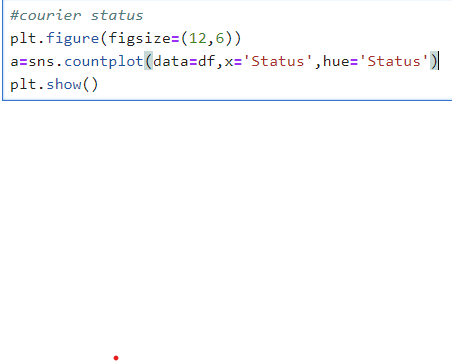 #courier status
plt.figure(figsize=(12,6))
a=sns.countplot(data=df,x='Status',hue='Status')
plt.show()